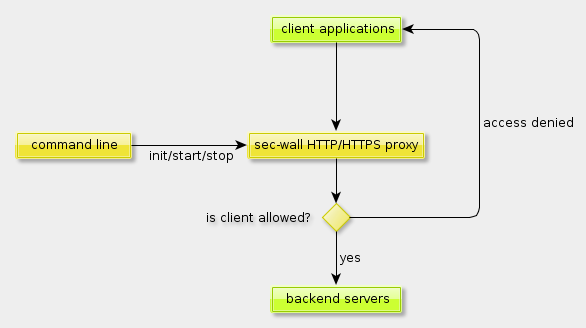 client applications
access denied
command line
init/start/stop
sec-wall HTTP/HTTPS proxy
is client allowed?
yes
backend servers